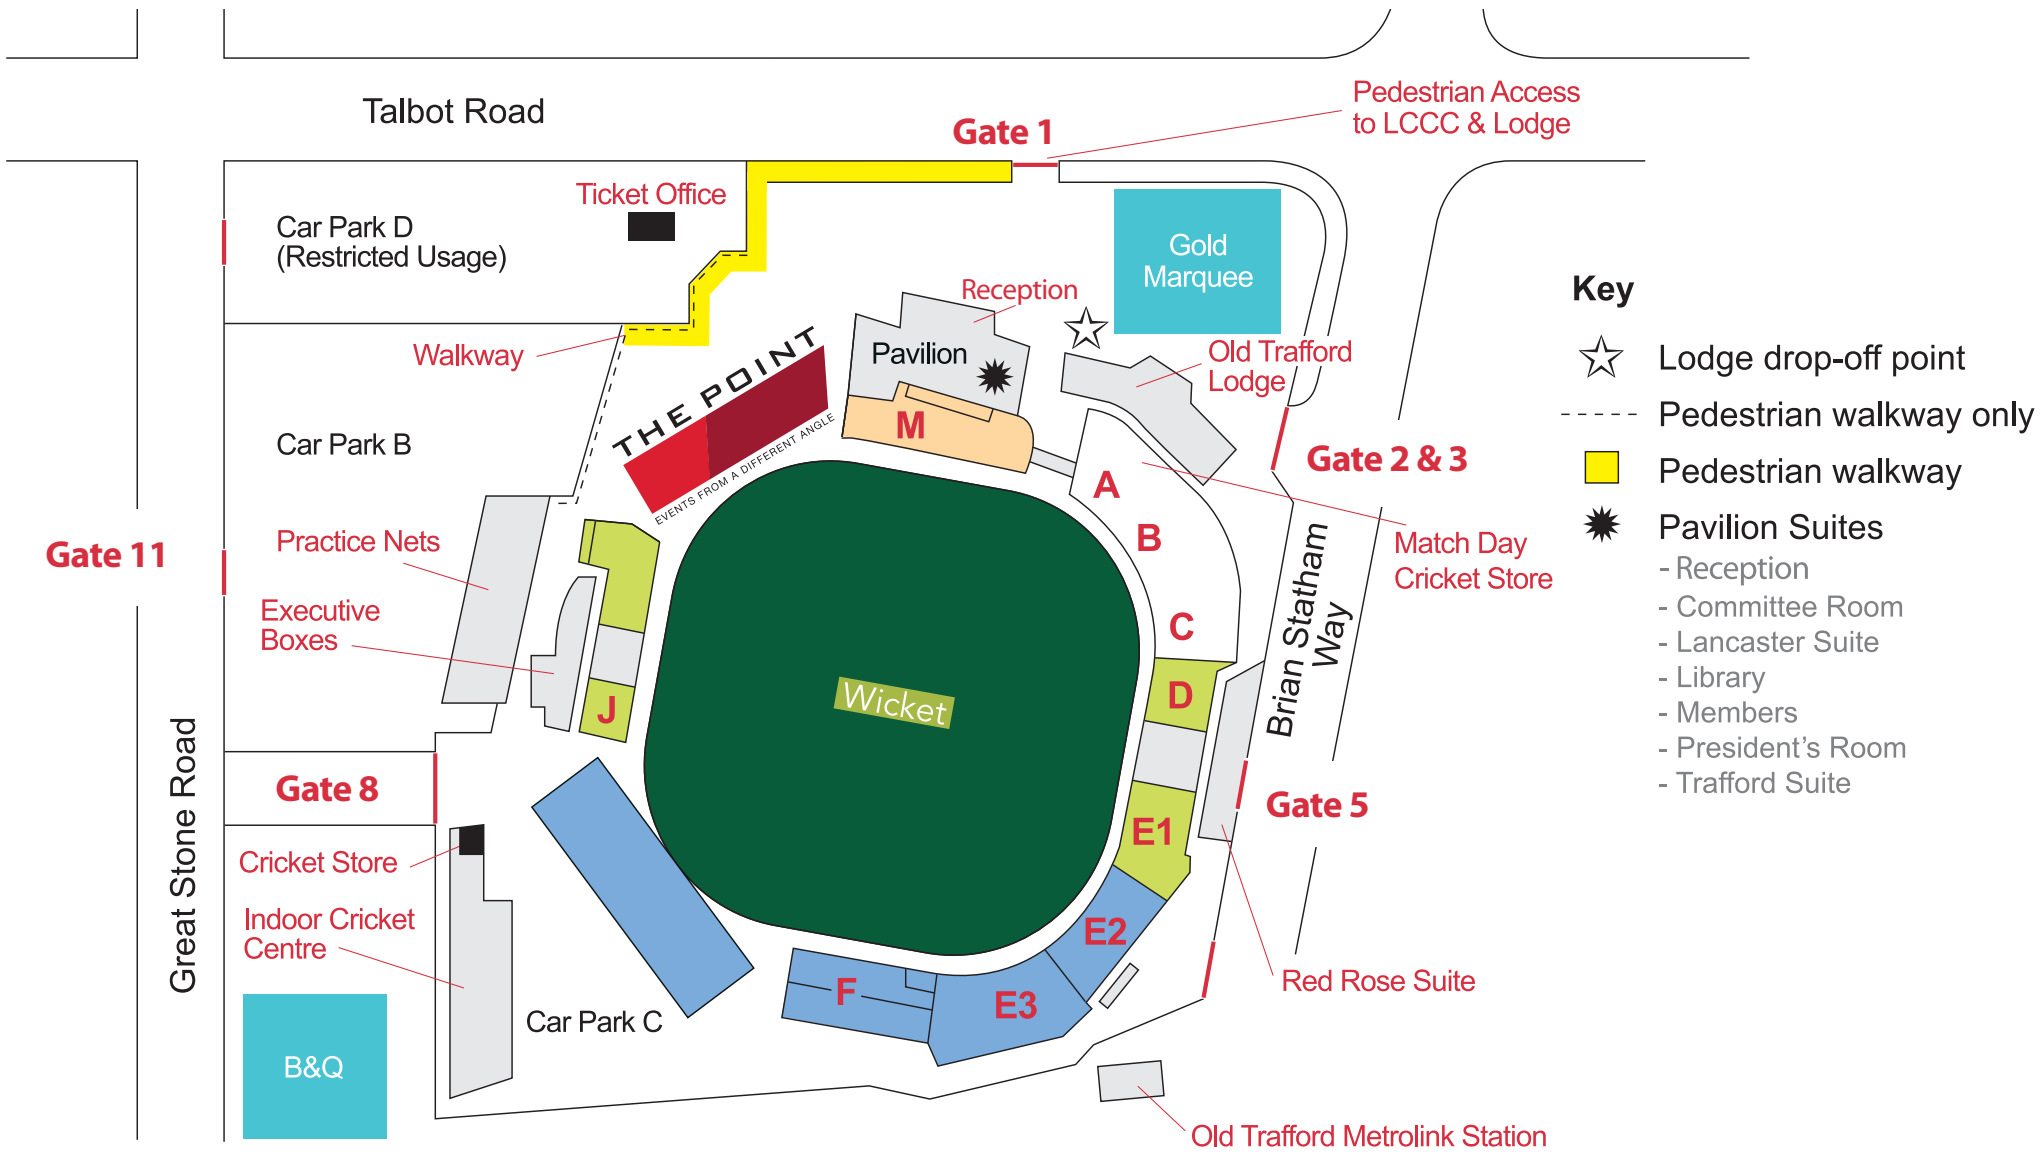 Talbot Road
Pedestrian Access
to LCCC & Lodge
Gate 1
Ticket Office
Car Park D
(Restricted Usage)
Gold
Marquee
Key
Reception
Walkway
THE POINT
EVENTS FROM A DIFFERENT ANGLE
Pavilion
Old Trafford
Lodge
Lodge drop-off point
Pedestrian walkway only
Car Park B
M
Gate 2 & 3
Pedestrian walkway
A
B
Pavilion Suites
Practice Nets
Gate 11
Match Day
Cricket Store
- Reception
- Committee Room
- Lancaster Suite
- Library
- Members
- President's Room
- Trafford Suite
Executive
Boxes
C
Brian Statham
Way
D
J
Wicket
Great Stone Road
Gate 8
Gate 5
E1
Cricket Store
Indoor Cricket
Centre
E2
Red Rose Suite
F
E3
Car Park C
B&Q
Old Trafford Metrolink Station